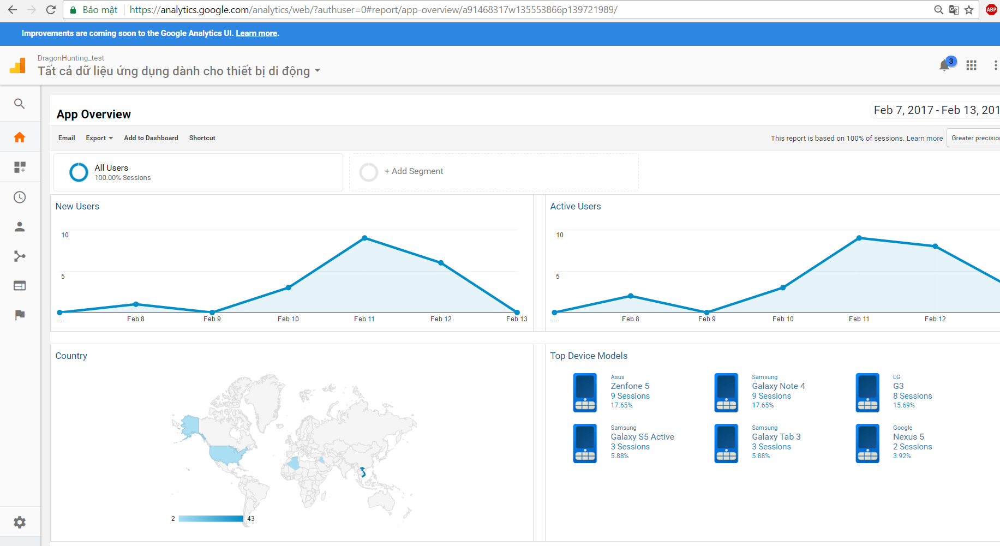 Bảo mật
https://analytics.google.com/analytics/web/?authuser=0#report/app-overview/a91468317w135553866p139721989/
ABP
Improvements are coming soon to the Google Analytics UI. Learn more.
DragonHunting_test
Tất cả dữ liệu ứng dụng dành cho thiết bị di động
3
App Overview
Feb 7, 2017 - Feb 13, 201
Email Export Add to Dashboard Shortcut
This report is based on 100% of sessions. Learn more
Greater precision
All Users
100.00% Sessions
+ Add Segment
New Users
10
5
...
Feb 8 Feb 9 Feb 10 Feb 11 Feb 12 Feb 13
Active Users
10
5
...
Feb 8 Feb 9 Feb 10 Feb 11 Feb 12
Country
2 43
Top Device Models
Asus
Zenfone 5
9 Sessions
17.65%
Samsung
Galaxy Note 4
9 Sessions
17.65%
LG
G3
8 Sessions
15.69%
Samsung
Galaxy S5 Active
3 Sessions
5.88%
Samsung
Galaxy Tab 3
3 Sessions
5.88%
Google
Nexus 5
2 Sessions
3.92%